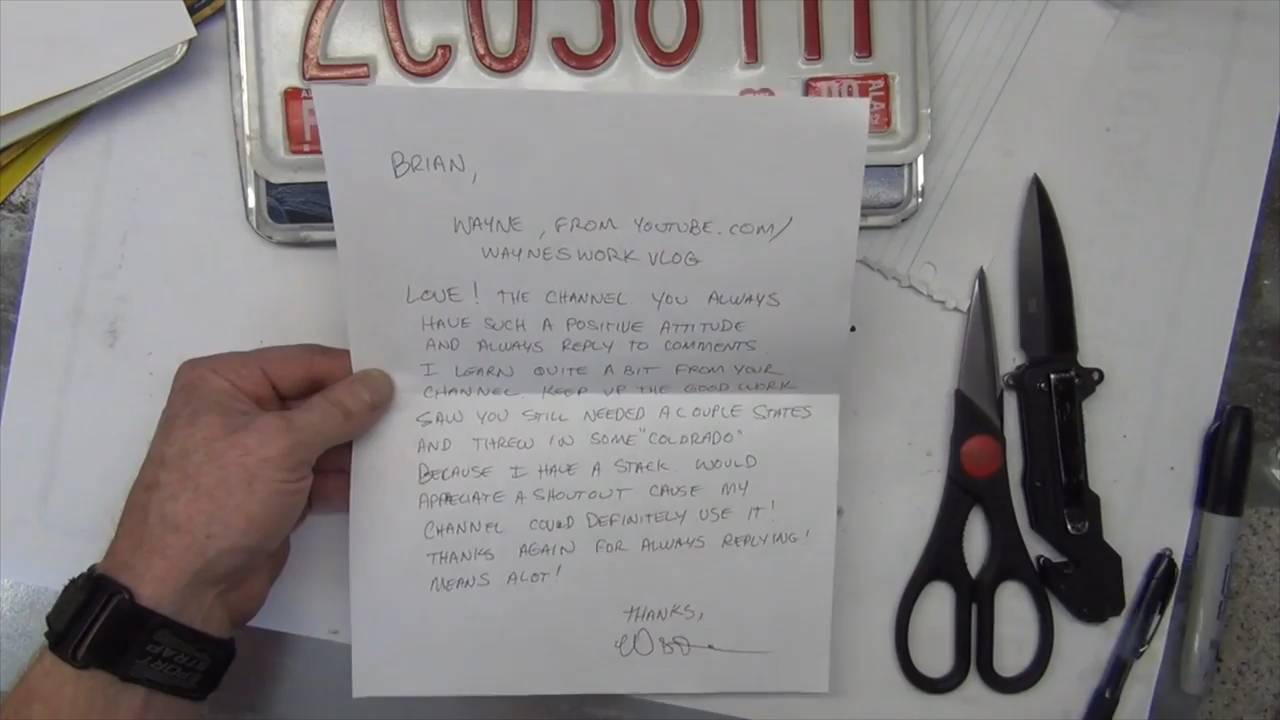 2C0381H
BRIAN,
WAYNE, FROM YOUTUBE.COM/
WAYNESWORKVLOG
LOVE! THE CHANNEL. YOU ALWAYS
HAVE SUCH A POSITIVE ATTITUDE
AND ALWAYS REPLY TO COMMENTS.
I LEARN QUITE A BIT FROM YOUR
CHANNEL. KEEP UP THE GOOD WORK
SAW YOU STILL NEEDED A COUPLE STATES
AND THREW IN SOME "COLORADO"
BECAUSE I HAVE A STACK. WOULD
APPRECIATE A SHOUTOUT CAUSE MY
CHANNEL COULD DEFINITELY USE IT!
THANKS AGAIN FOR ALWAYS REPLYING!
MEANS ALOT!
THANKS,
SPORT
STRAP